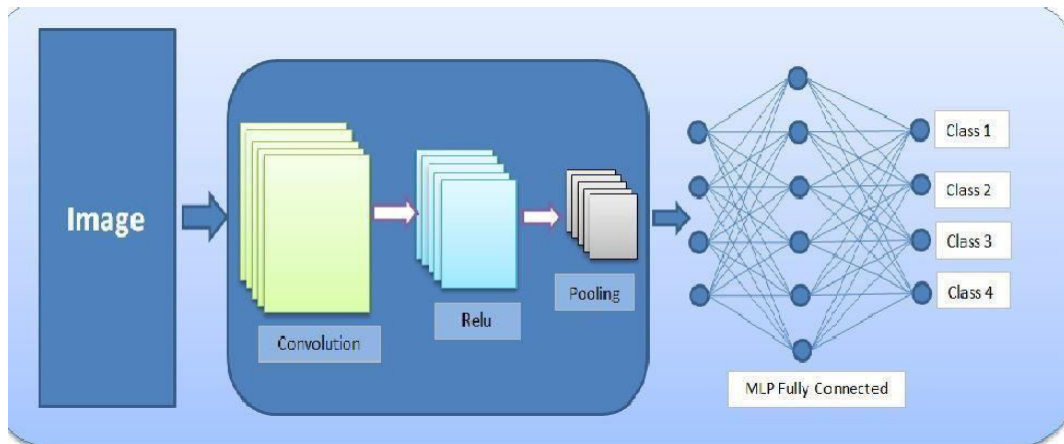 Image
Convolution
Relu
Pooling
Class 1
Class 2
Class 3
Class 4
MLP Fully Connected